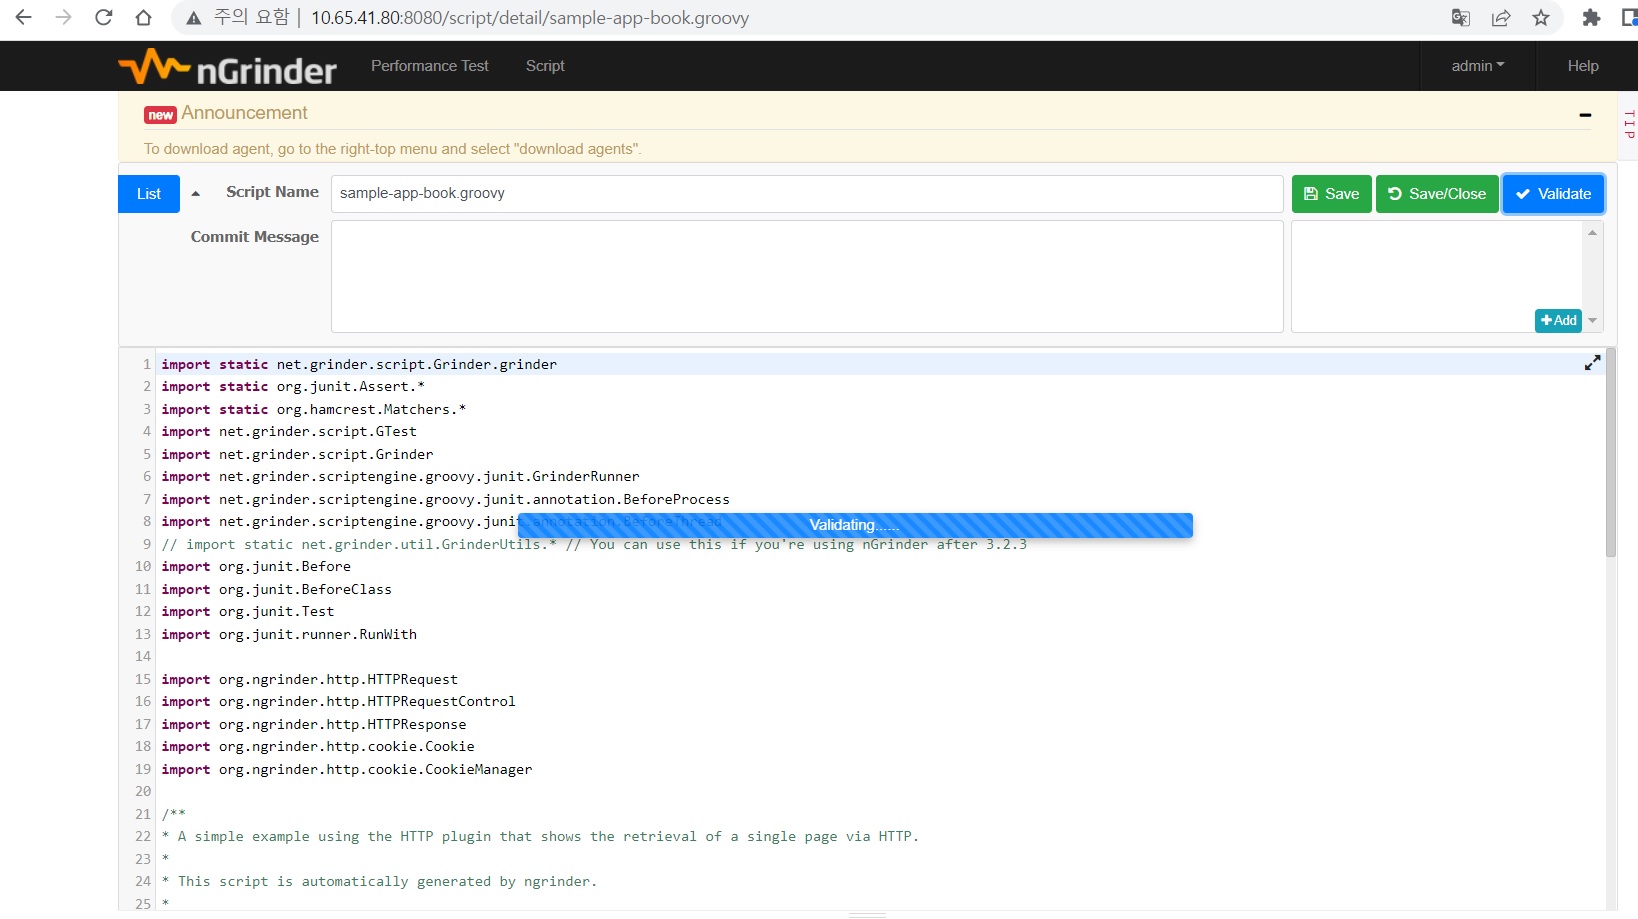 주의 요함 | 10.65.41.80:8080/script/detail/sample-app-book.groovy
nGrinder Performance Test Script admin Help
new Announcement
To download agent, go to the right-top menu and select "download agents".
TIP
List Script Name sample-app-book.groovy Save Save/Close Validate
Commit Message
+Add
1 import static net.grinder.script.Grinder.grinder
2 import static org.junit.Assert.*
3 import static org.hamcrest.Matchers.*
4 import net.grinder.script.GTest
5 import net.grinder.script.Grinder
6 import net.grinder.scriptengine.groovy.junit.GrinderRunner
7 import net.grinder.scriptengine.groovy.junit.annotation.BeforeProcess
8 import net.grinder.scriptengine.groovy.junit.annotation.BeforeThread
Validating......
9 // import static net.grinder.util.GrinderUtils.* // You can use this if you're using nGrinder after 3.2.3
10 import org.junit.Before
11 import org.junit.BeforeClass
12 import org.junit.Test
13 import org.junit.runner.RunWith
14
15 import org.ngrinder.http.HTTPRequest
16 import org.ngrinder.http.HTTPRequestControl
17 import org.ngrinder.http.HTTPResponse
18 import org.ngrinder.http.cookie.Cookie
19 import org.ngrinder.http.cookie.CookieManager
20
21 /**
22 * A simple example using the HTTP plugin that shows the retrieval of a single page via HTTP.
23 *
24 * This script is automatically generated by ngrinder.
25 *